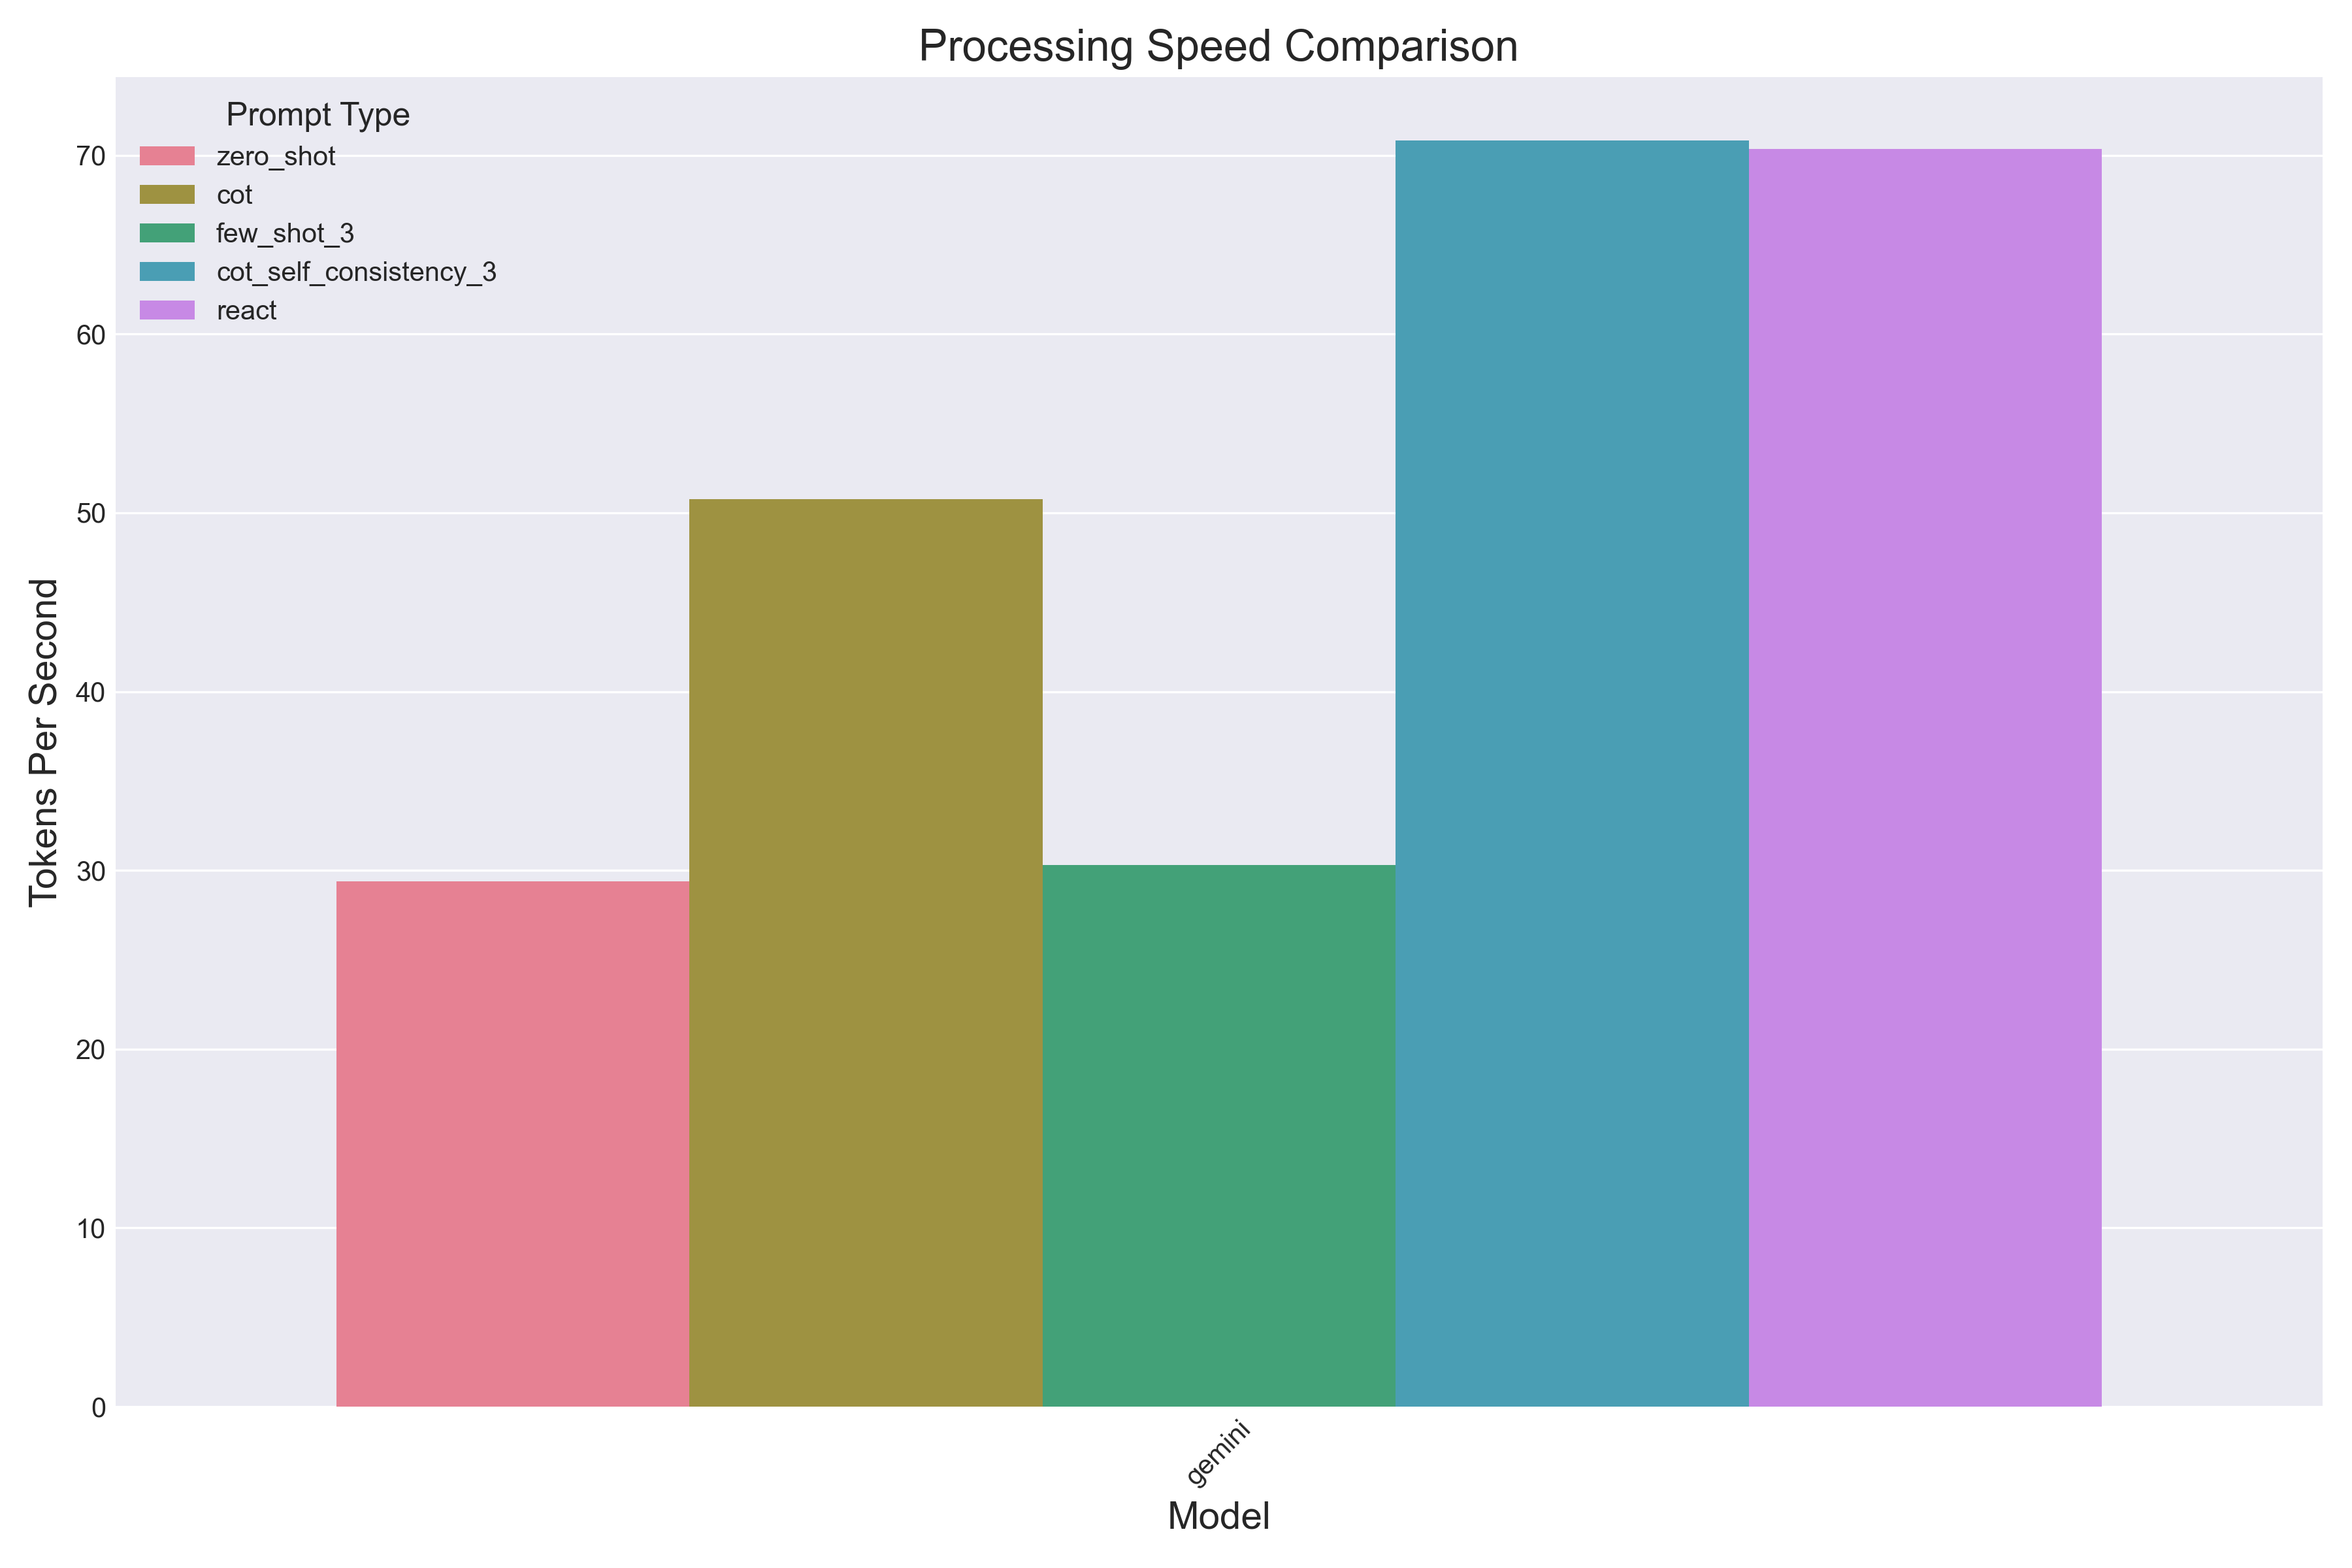 Processing Speed Comparison
Prompt Type
zero_shot
cot
few_shot_3
cot_self_consistency_3
react
Tokens Per Second
70
60
50
40
30
20
10
0
gemini
Model